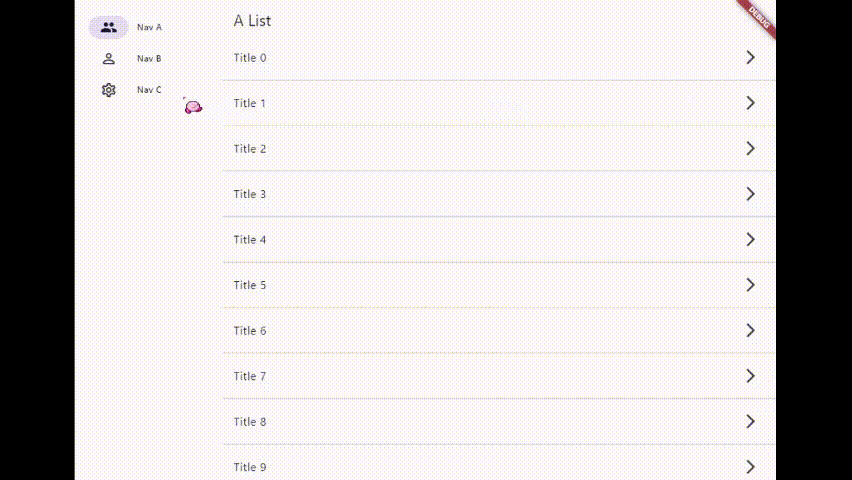 Nav A
Nav B
Nav C
A List
Title 0
Title 1
Title 2
Title 3
Title 4
Title 5
Title 6
Title 7
Title 8
Title 9
DEBUG